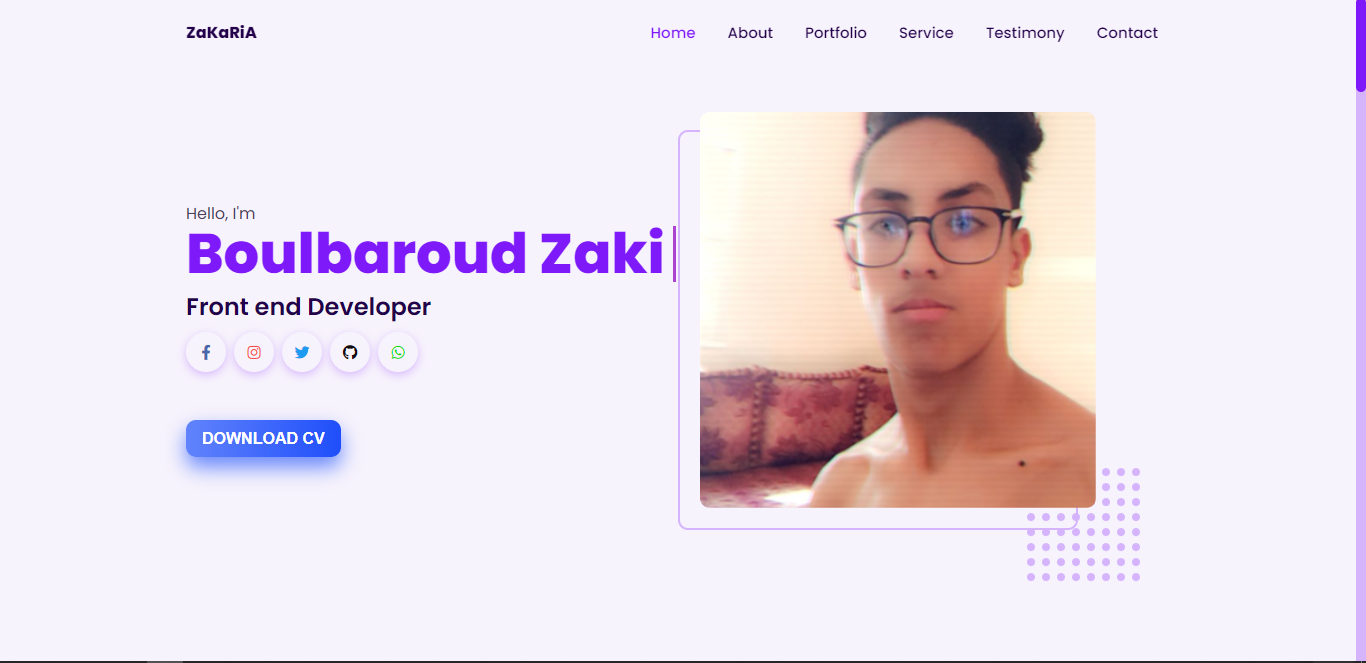 ZaKaRiA
Home About Portfolio Service Testimony Contact
Hello, I'm
Boulbaroud Zaki
Front end Developer
DOWNLOAD CV